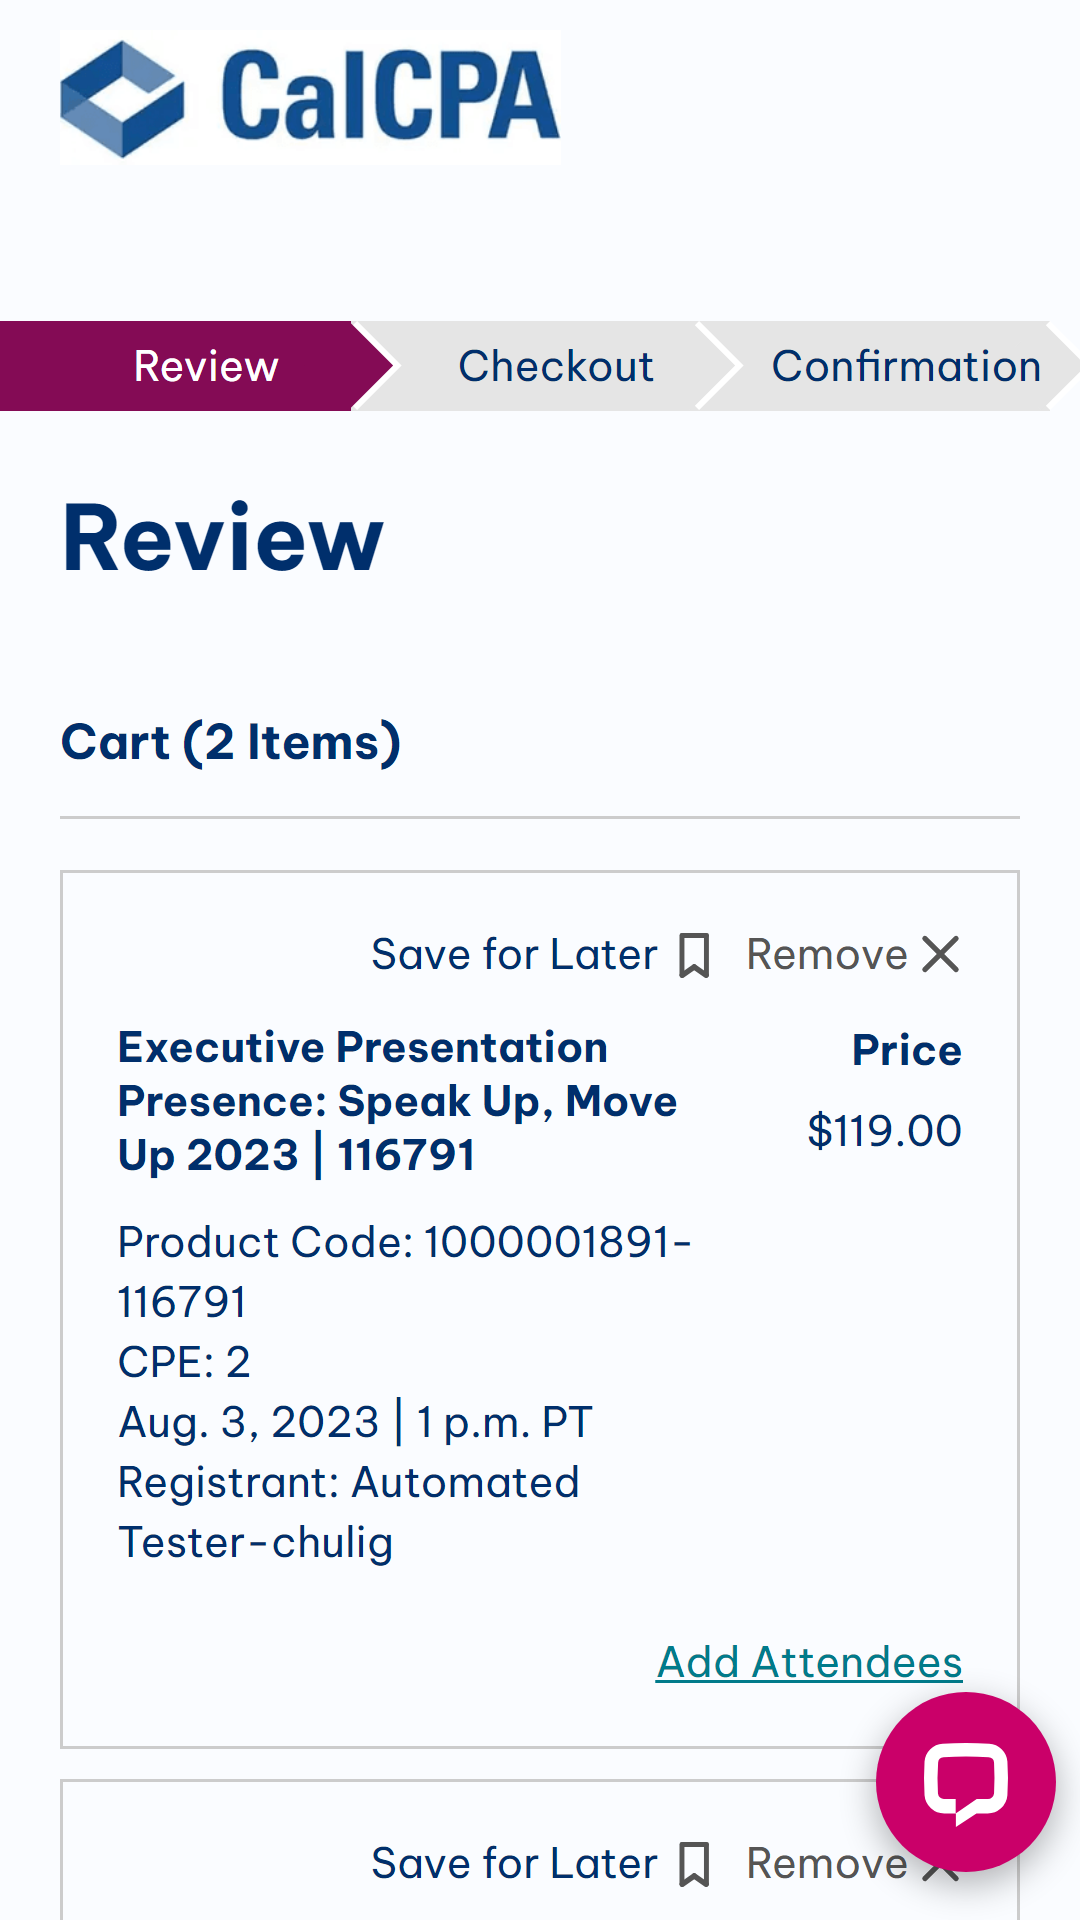 CalCPA
Review
Checkout
Confirmation
Review
Cart (2 Items)
Save for Later
Remove
Executive Presentation
Presence: Speak Up, Move
Up 2023 | 116791
Price
$119.00
Product Code: 1000001891-
116791
CPE: 2
Aug. 3, 2023 | 1 p.m. PT
Registrant: Automated
Tester-chulig
Add Attendees
Save for Later
Remove